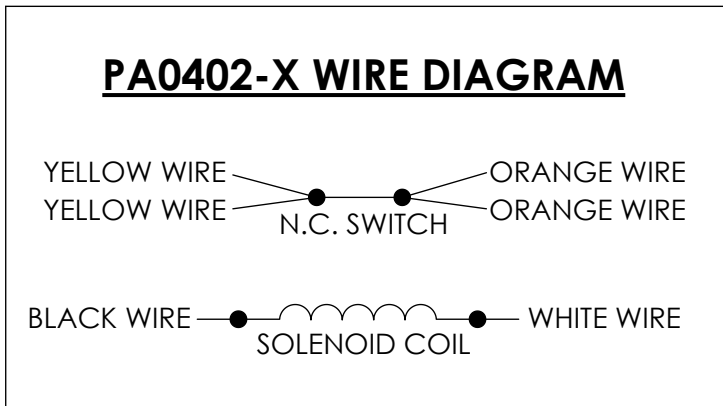 PA0402-X WIRE DIAGRAM
YELLOW WIRE ORANGE WIRE
YELLOW WIRE ORANGE WIRE
N.C. SWITCH
BLACK WIRE WHITE WIRE
SOLENOID COIL